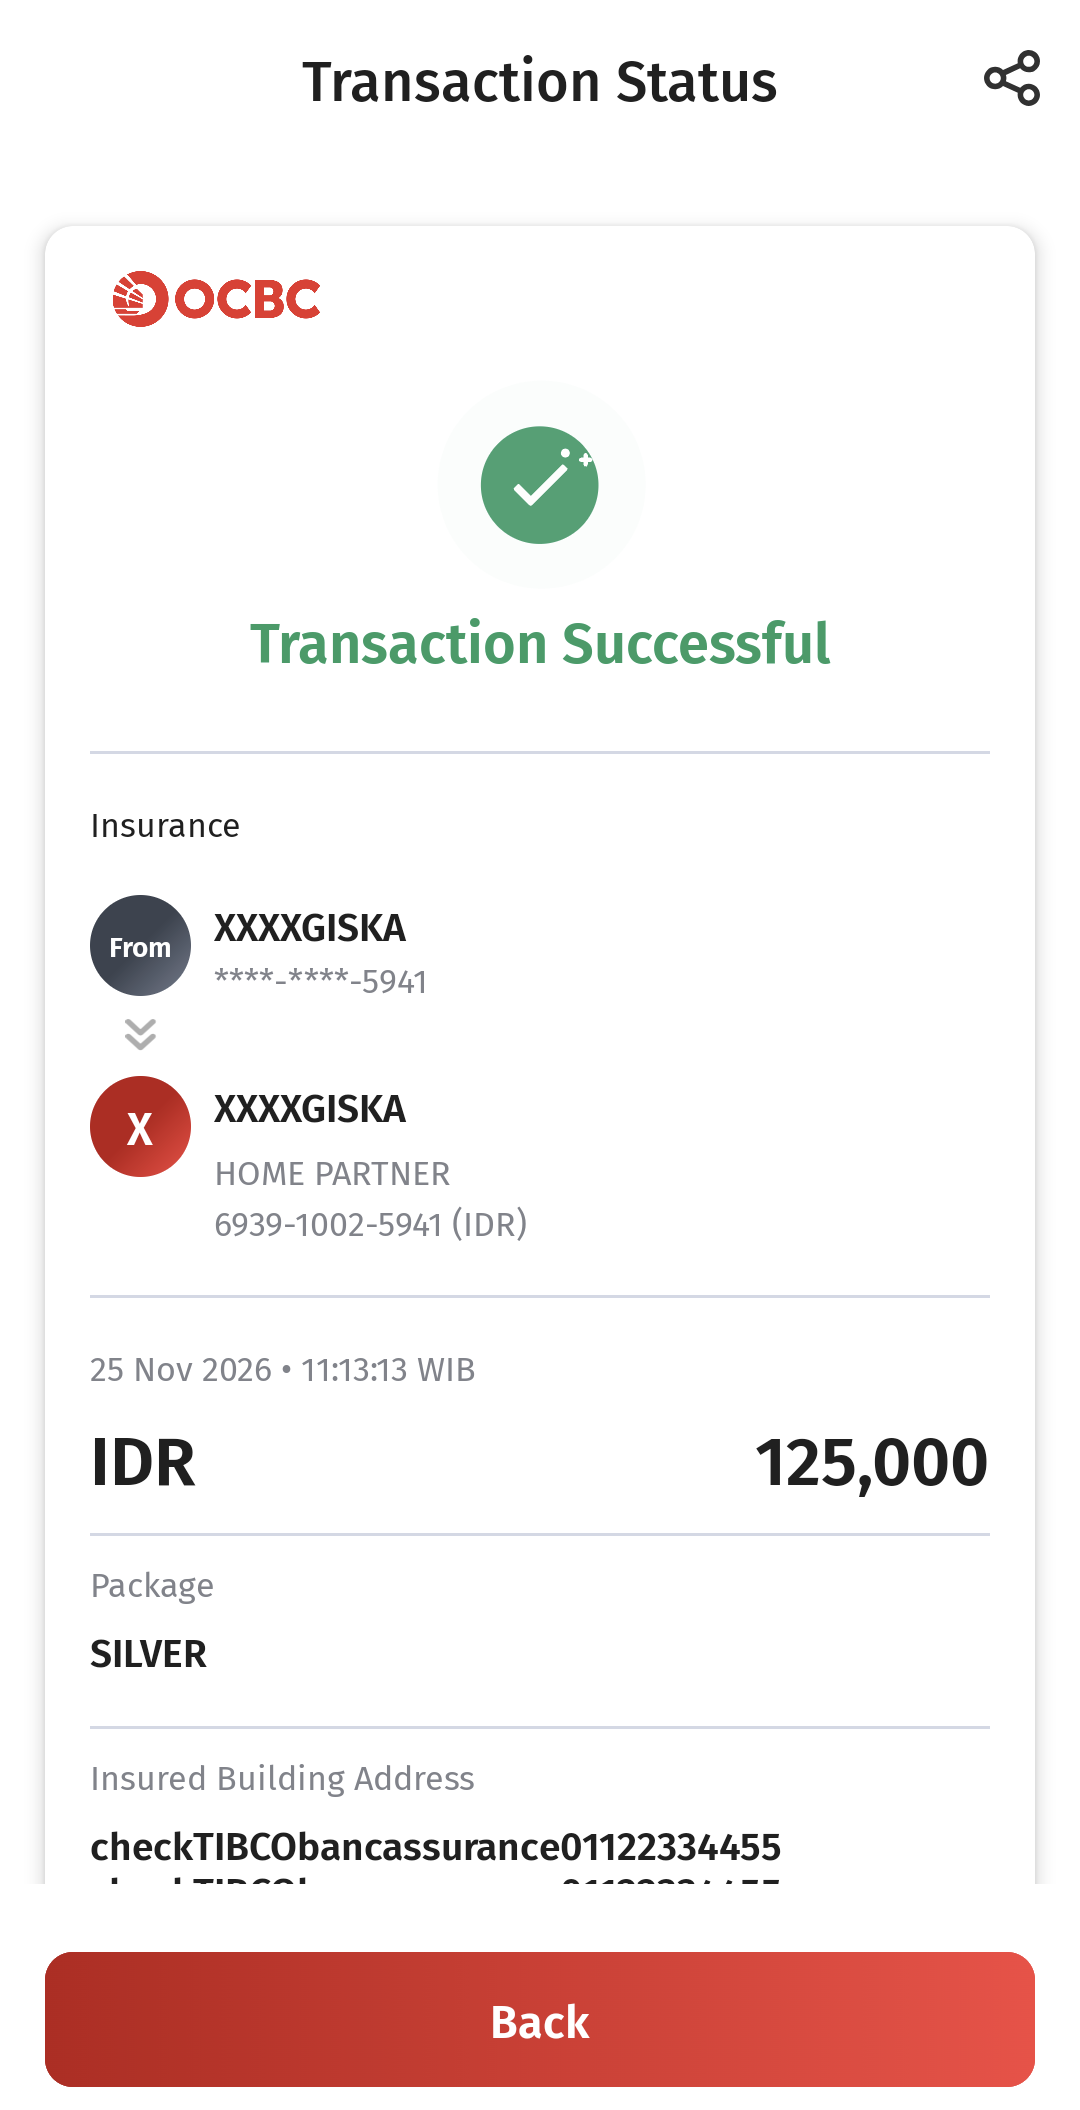 Transaction Status
OCBC
Transaction Successful
Insurance
From
XXXXGISKA
****-****-5941
X
XXXXGISKA
HOME PARTNER
6939-1002-5941 (IDR)
25 Nov 2026 • 11:13:13 WIB
IDR 125,000
Package
SILVER
Insured Building Address
checkTIBCObancassurance01122334455
Back